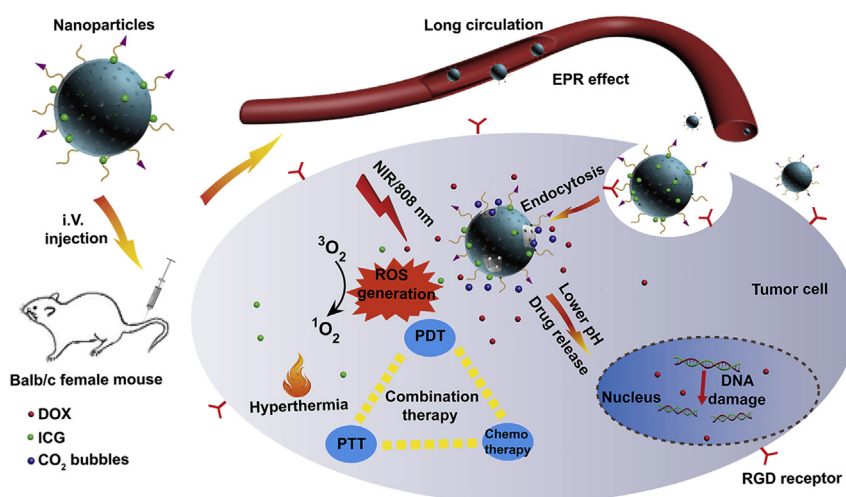 Nanoparticles
Long circulation
EPR effect
i.V.
injection
NIR/808 nm
Endocytosis
³O₂
ROS
generation
¹O₂
Lower pH
Drug release
Tumor cell
PDT
Balb/c female mouse
Hyperthermia
Combination
therapy
PTT
Chemo
therapy
Nucleus
DNA
damage
DOX
ICG
CO₂ bubbles
RGD receptor